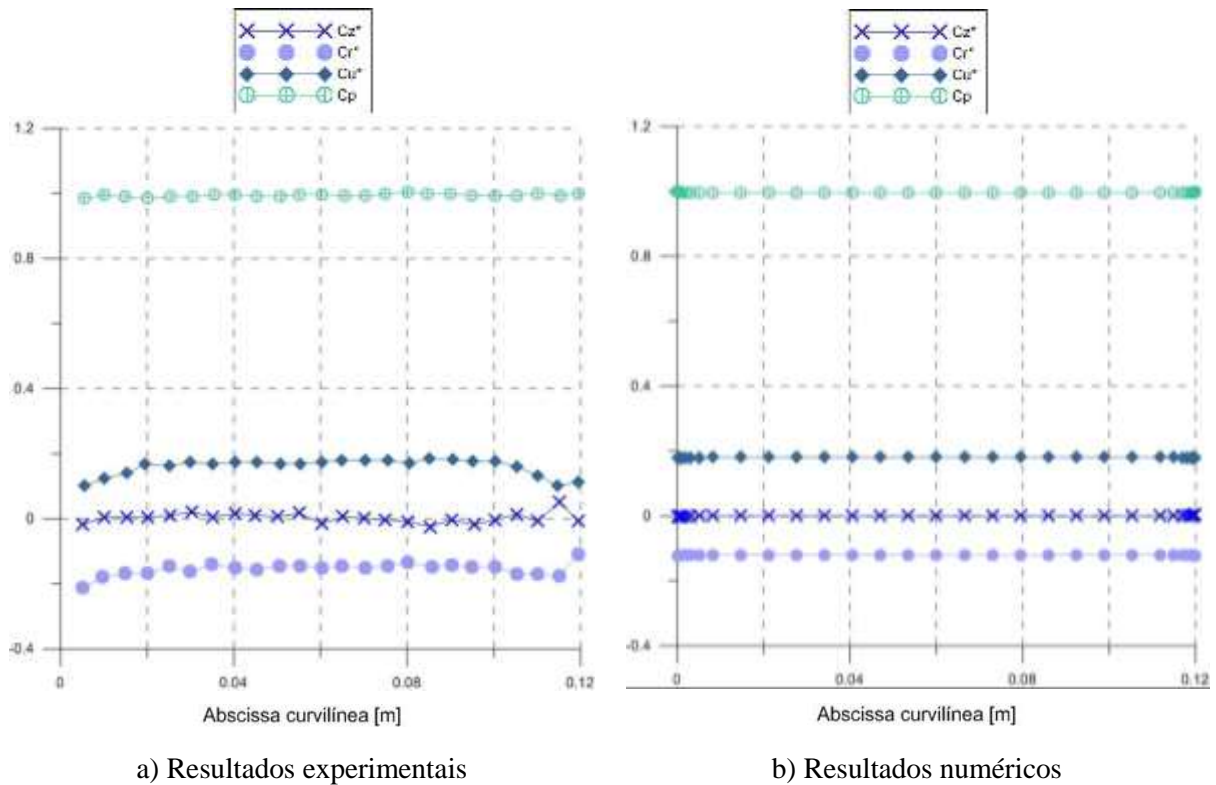 Cz*
Cr*
Cu*
Cp
1.2
0.8
0.4
0
-0.4
0
0.04
0.08
0.12
Abscissa curvilínea [m]
a) Resultados experimentais
Cz*
Cr*
Cu*
Cp
1.2
0.8
0.4
0
-0.4
0
0.04
0.08
0.12
Abscissa curvilínea [m]
b) Resultados numéricos